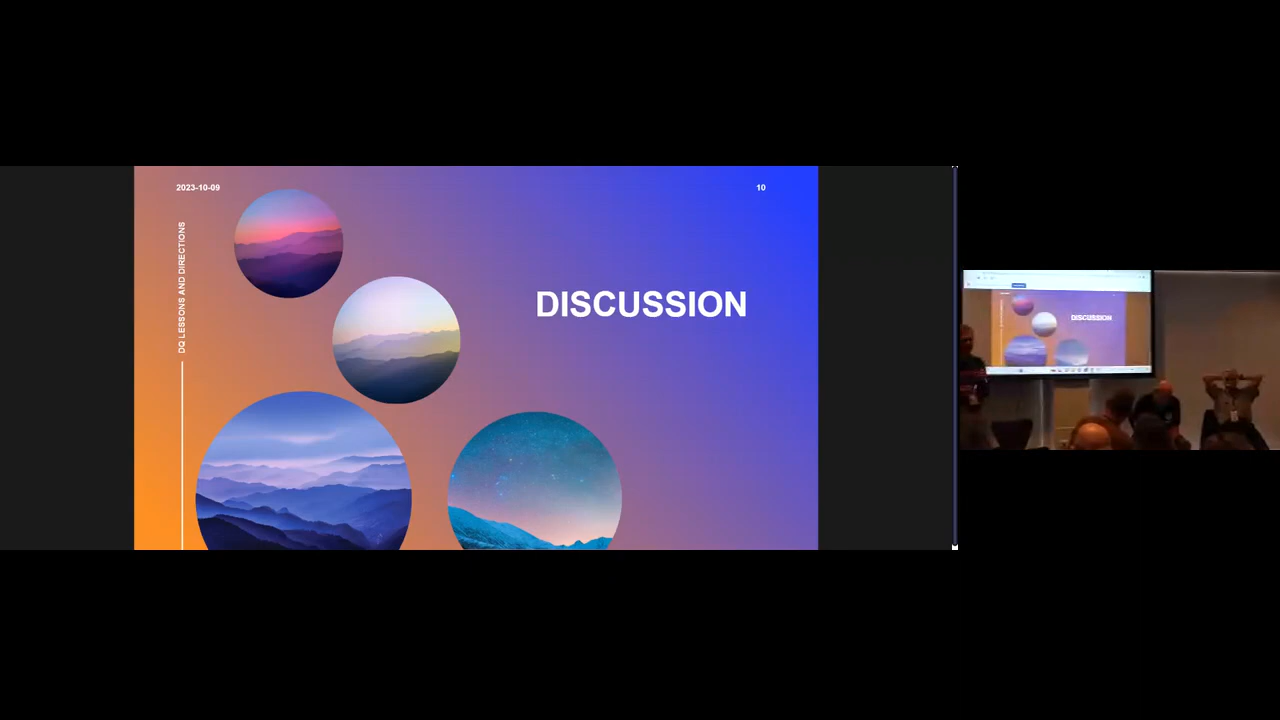 2023-10-09
10
DQ LESSONS AND DIRECTIONS
DISCUSSION
DISCUSSION